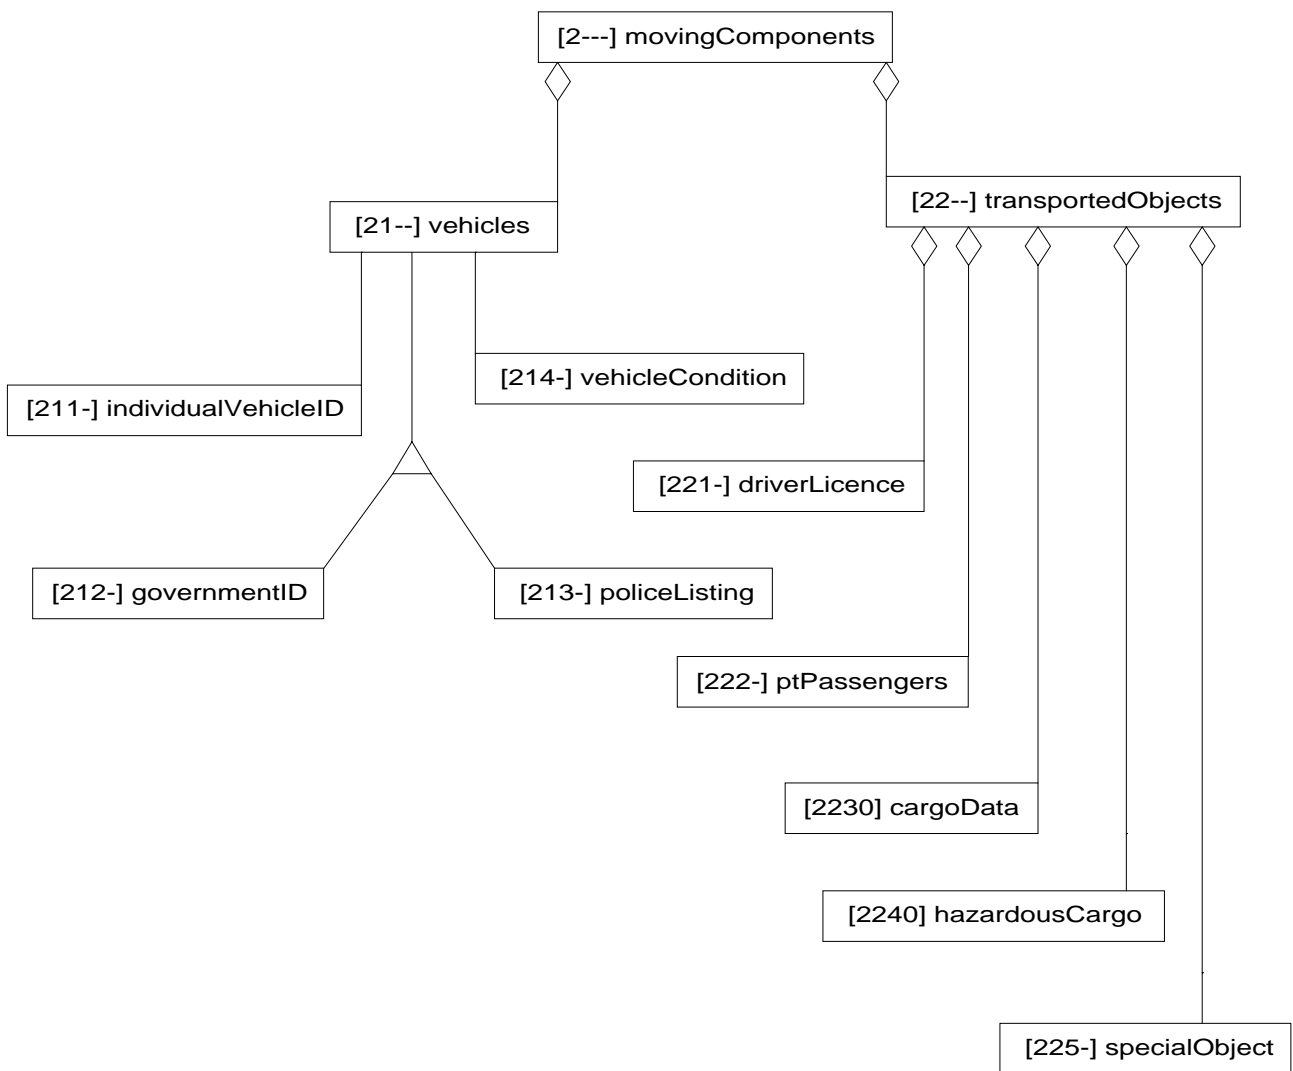 [2---] movingComponents
[22--] transportedObjects
[21--] vehicles
[214-] vehicleCondition
[211-] individualVehicleID
[221-] driverLicence
[212-] governmentID
[213-] policeListing
[222-] ptPassengers
[2230] cargoData
[2240] hazardousCargo
[225-] specialObject